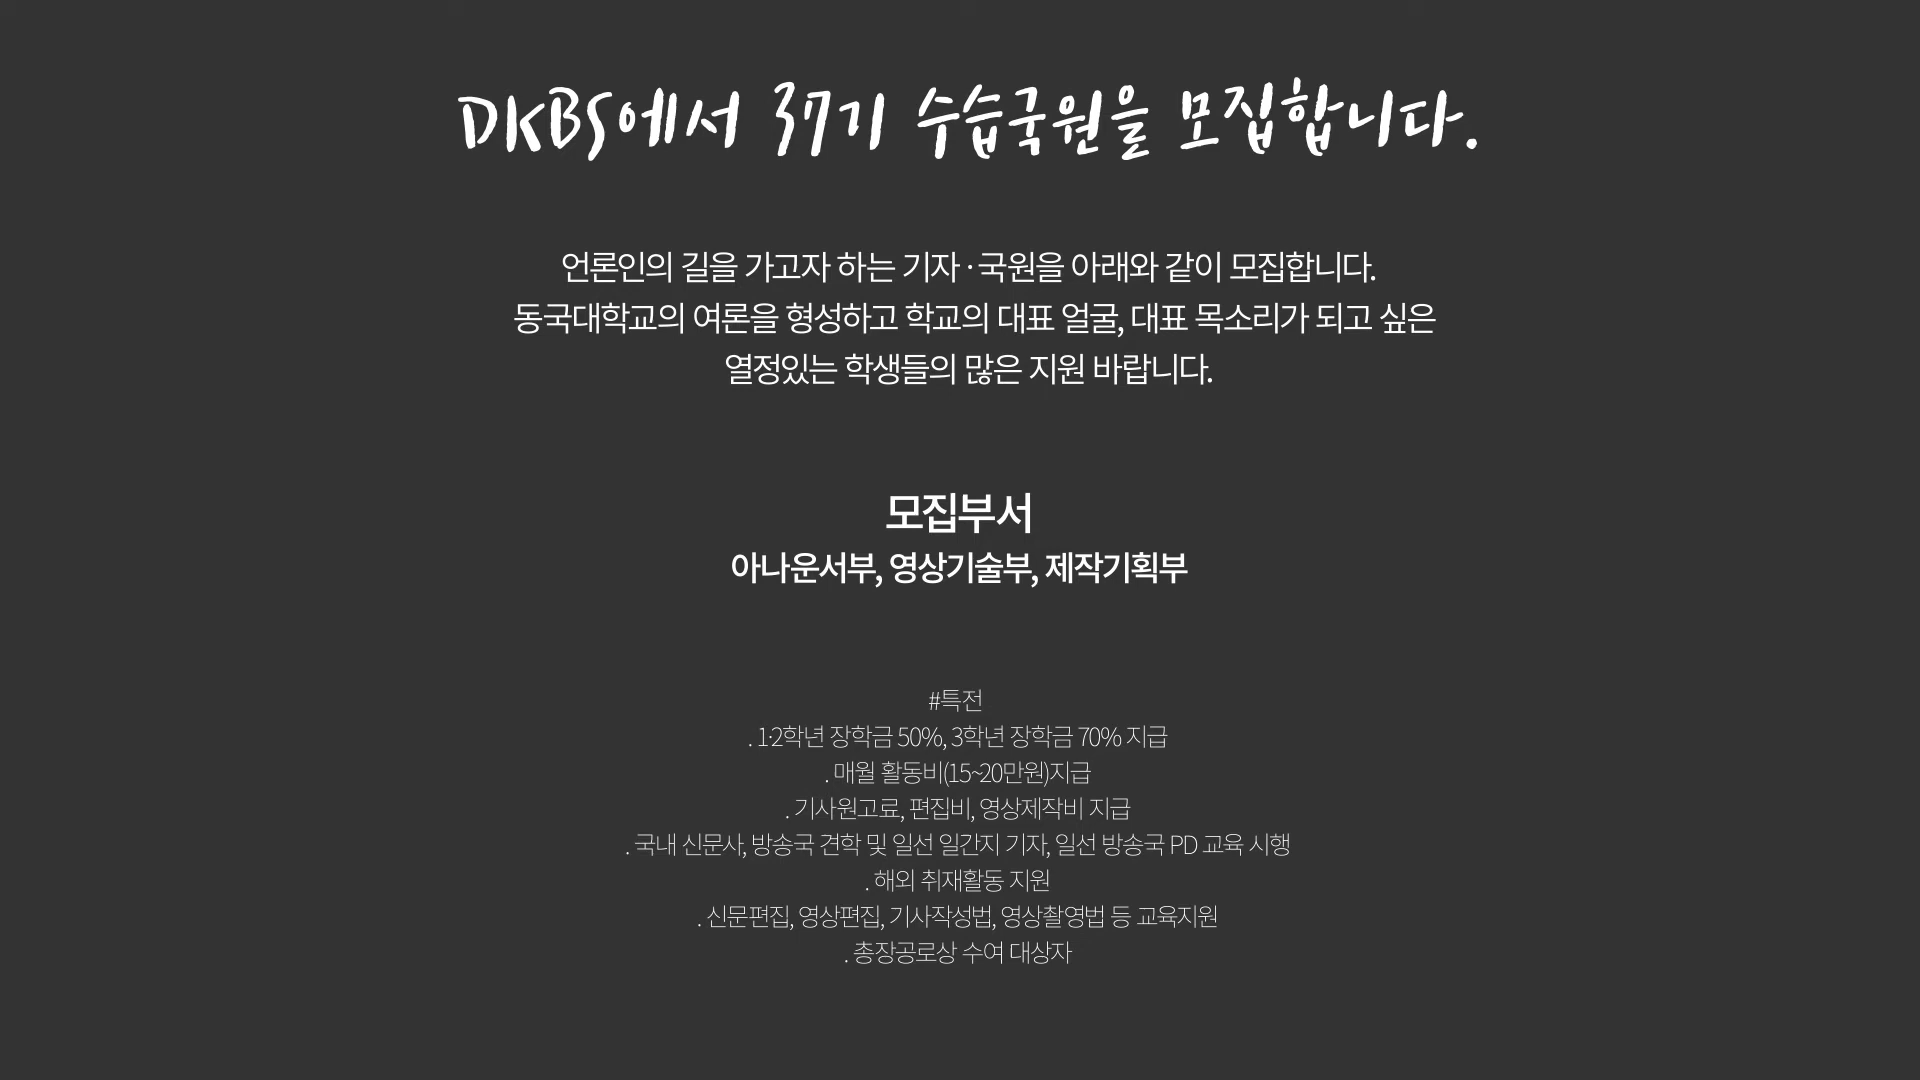 DKBS에서 37기 수습국원을 모집합니다.
언론인의 길을 가고자 하는 기자·국원을 아래와 같이 모집합니다.
동국대학교의 여론을 형성하고 학교의 대표 얼굴, 대표 목소리가 되고 싶은
열정있는 학생들의 많은 지원 바랍니다.
모집부서
아나운서부, 영상기술부, 제작기획부
#특전
. 1·2학년 장학금 50%, 3학년 장학금 70% 지급
. 매월 활동비(15~20만원)지급
. 기사원고료, 편집비, 영상제작비 지급
. 국내 신문사, 방송국 견학 및 일선 일간지 기자, 일선 방송국 PD 교육 시행
. 해외 취재활동 지원
. 신문편집, 영상편집, 기사작성법, 영상촬영법 등 교육지원
. 총장공로상 수여 대상자